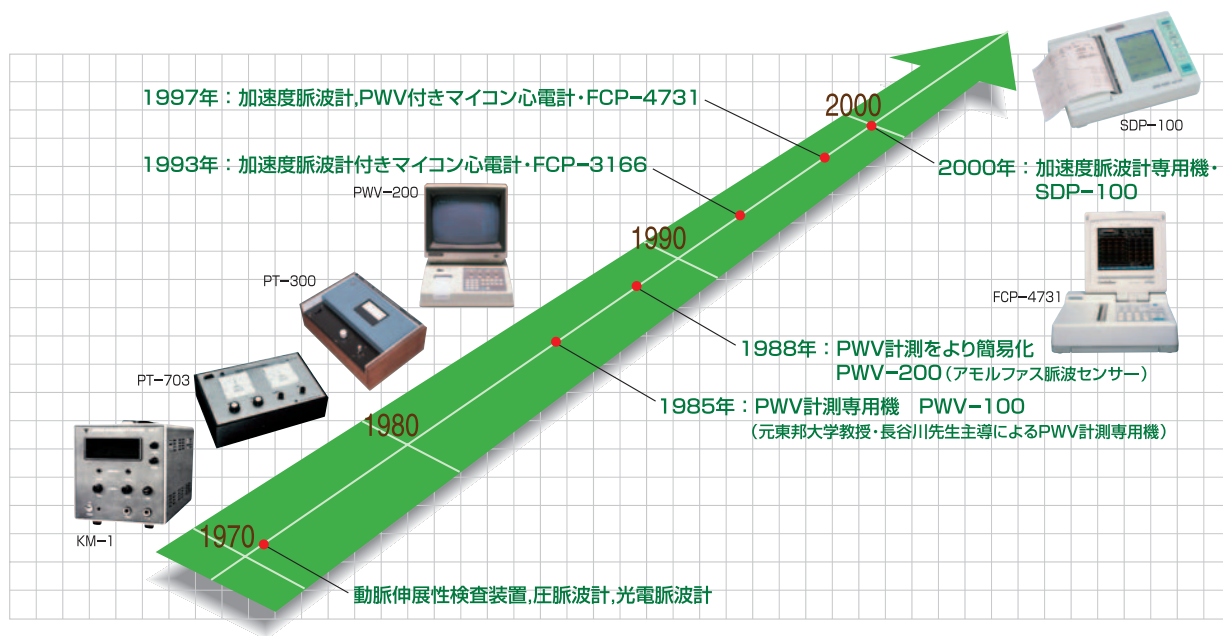 1997年：加速度脈波計,PWV付きマイコン心電計・FCP-4731
1993年：加速度脈波計付きマイコン心電計・FCP-3166
2000
SDP-100
2000年：加速度脈波計専用機・
SDP-100
PWV-200
1990
PT-300
FCP-4731
1988年：PWV計測をより簡易化
PWV-200（アモルファス脈波センサー）
PT-703
1985年：PWV計測専用機　PWV-100
（元東邦大学教授・長谷川先生主導によるPWV計測専用機）
1980
1970
KM-1
動脈伸展性検査装置,圧脈波計,光電脈波計